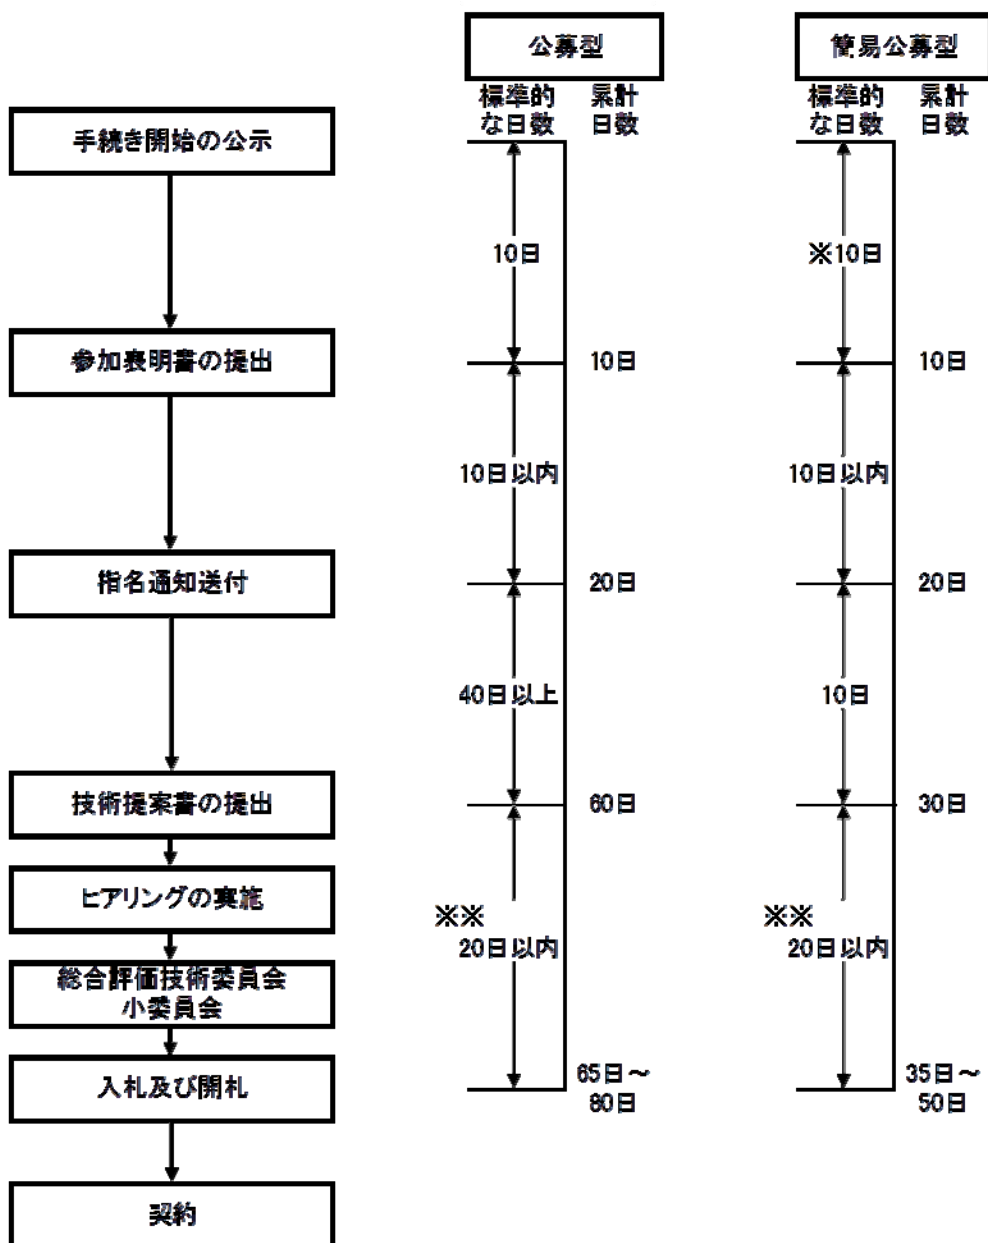 公募型
簡易公募型
標準的
な日数
累計
日数
標準的
な日数
累計
日数
手続き開始の公示
10日
※10日
参加表明書の提出
10日
10日
10日以内
10日以内
指名通知送付
20日
20日
40日以上
10日
技術提案書の提出
60日
30日
ヒアリングの実施
※※
20日以内
※※
20日以内
総合評価技術委員会
小委員会
入札及び開札
65日～
80日
35日～
50日
契約